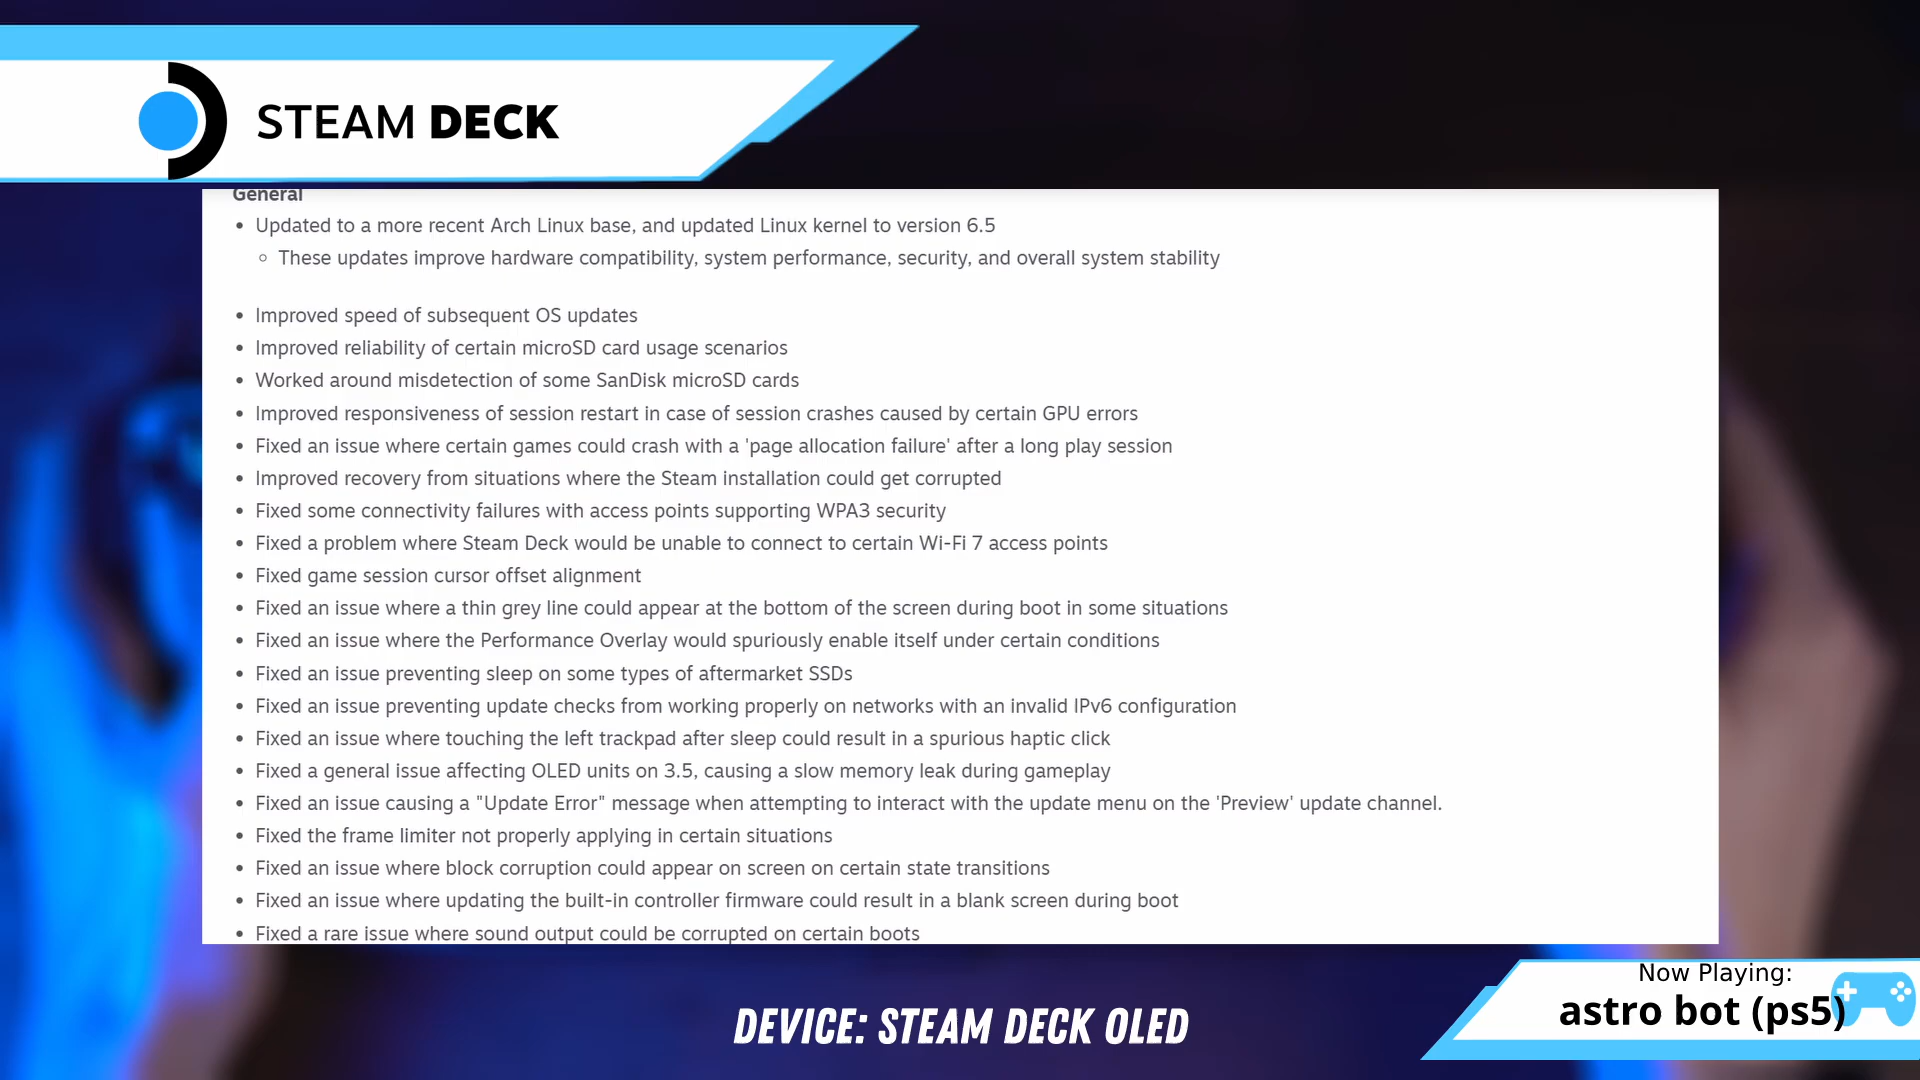 STEAM DECK
General
• Updated to a more recent Arch Linux base, and updated Linux kernel to version 6.5
◦ These updates improve hardware compatibility, system performance, security, and overall system stability
• Improved speed of subsequent OS updates
• Improved reliability of certain microSD card usage scenarios
• Worked around misdetection of some SanDisk microSD cards
• Improved responsiveness of session restart in case of session crashes caused by certain GPU errors
• Fixed an issue where certain games could crash with a 'page allocation failure' after a long play session
• Improved recovery from situations where the Steam installation could get corrupted
• Fixed some connectivity failures with access points supporting WPA3 security
• Fixed a problem where Steam Deck would be unable to connect to certain Wi-Fi 7 access points
• Fixed game session cursor offset alignment
• Fixed an issue where a thin grey line could appear at the bottom of the screen during boot in some situations
• Fixed an issue where the Performance Overlay would spuriously enable itself under certain conditions
• Fixed an issue preventing sleep on some types of aftermarket SSDs
• Fixed an issue preventing update checks from working properly on networks with an invalid IPv6 configuration
• Fixed an issue where touching the left trackpad after sleep could result in a spurious haptic click
• Fixed a general issue affecting OLED units on 3.5, causing a slow memory leak during gameplay
• Fixed an issue causing a "Update Error" message when attempting to interact with the update menu on the 'Preview' update channel.
• Fixed the frame limiter not properly applying in certain situations
• Fixed an issue where block corruption could appear on screen on certain state transitions
• Fixed an issue where updating the built-in controller firmware could result in a blank screen during boot
• Fixed a rare issue where sound output could be corrupted on certain boots
DEVICE: STEAM DECK OLED
Now Playing:
astro bot (ps5)